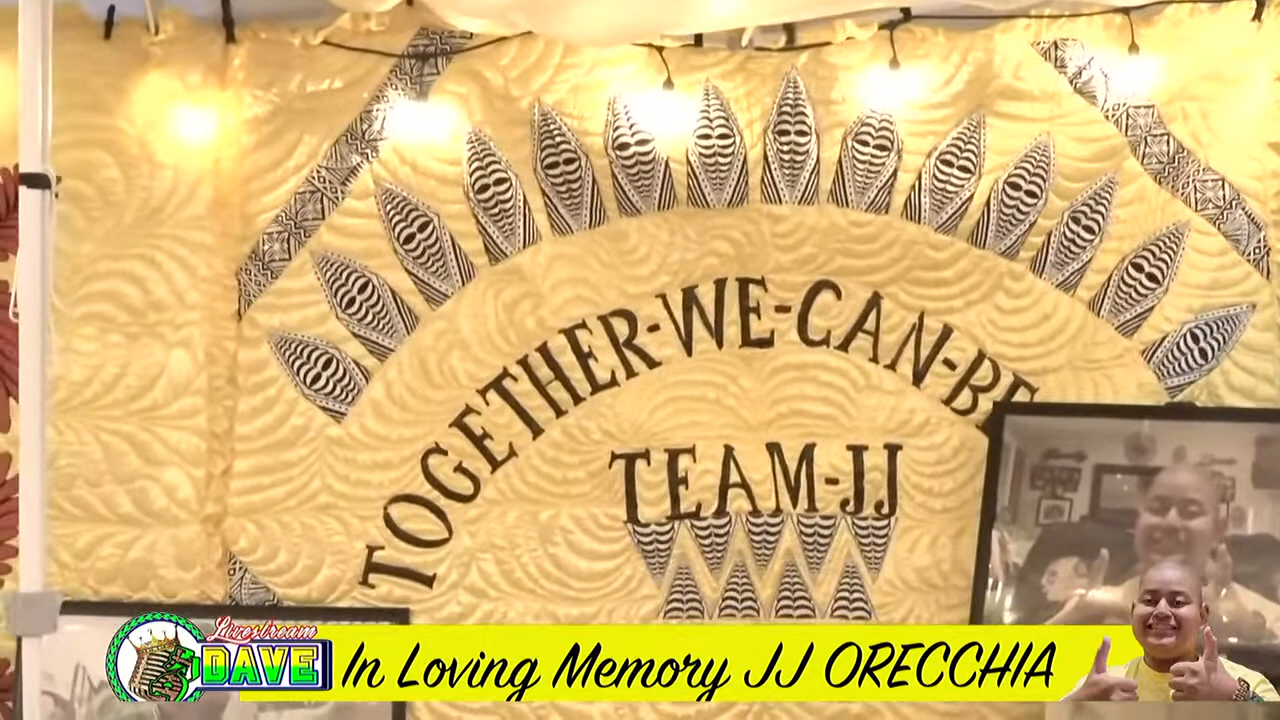 TOGETHER-WE-CAN-BE
TEAM-JJ
Livestream
DAVE
In Loving Memory JJ ORECCHIA